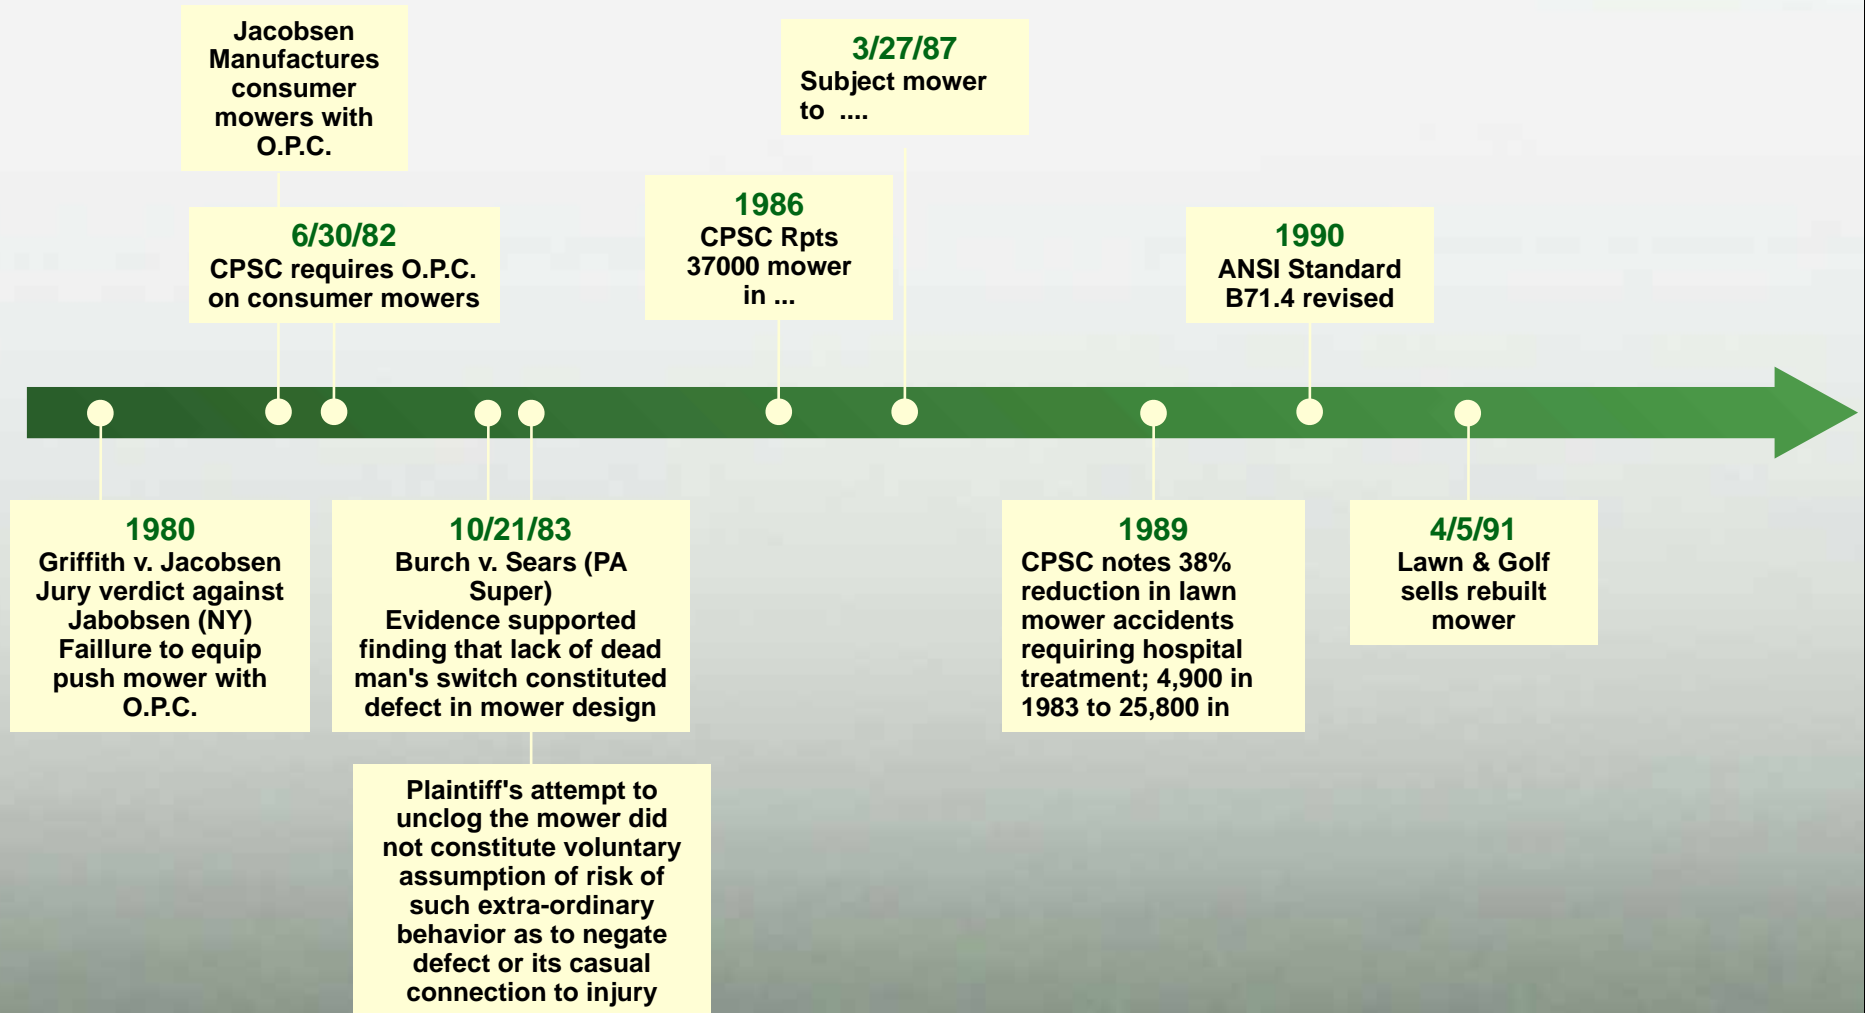 Jacobsen
Manufactures
consumer
mowers with
O.P.C.
6/30/82
CPSC requires O.P.C.
on consumer mowers
1986
CPSC Rpts
37000 mower
in ...
3/27/87
Subject mower
to ....
1990
ANSI Standard
B71.4 revised
1980
Griffith v. Jacobsen
Jury verdict against
Jabobsen (NY)
Faillure to equip
push mower with
O.P.C.
10/21/83
Burch v. Sears (PA
Super)
Evidence supported
finding that lack of dead
man's switch constituted
defect in mower design
Plaintiff's attempt to
unclog the mower did
not constitute voluntary
assumption of risk of
such extra-ordinary
behavior as to negate
defect or its casual
connection to injury
1989
CPSC notes 38%
reduction in lawn
mower accidents
requiring hospital
treatment; 4,900 in
1983 to 25,800 in
4/5/91
Lawn & Golf
sells rebuilt
mower